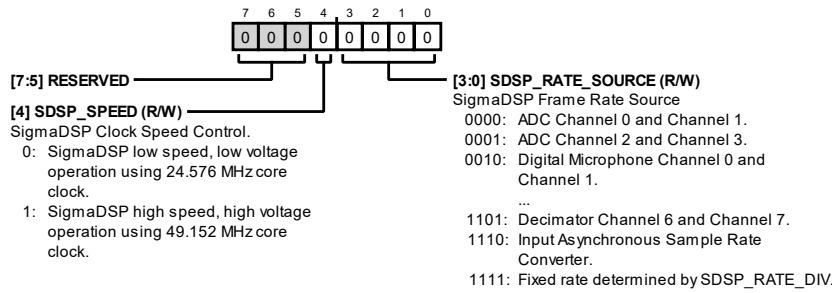 7 6 5 4 3 2 1 0
0 0 0 0 0 0 0 0
[7:5] RESERVED
[4] SDSP_SPEED (R/W)
SigmaDSP Clock Speed Control.
0: SigmaDSP low speed, low voltage
operation using 24.576 MHz core
clock.
1: SigmaDSP high speed, high voltage
operation using 49.152 MHz core
clock.
[3:0] SDSP_RATE_SOURCE (R/W)
SigmaDSP Frame Rate Source
0000: ADC Channel 0 and Channel 1.
0001: ADC Channel 2 and Channel 3.
0010: Digital Microphone Channel 0 and
Channel 1.
...
1101: Decimator Channel 6 and Channel 7.
1110: Input Asynchronous Sample Rate
Converter.
1111: Fixed rate determined by SDSP_RATE_DIV.